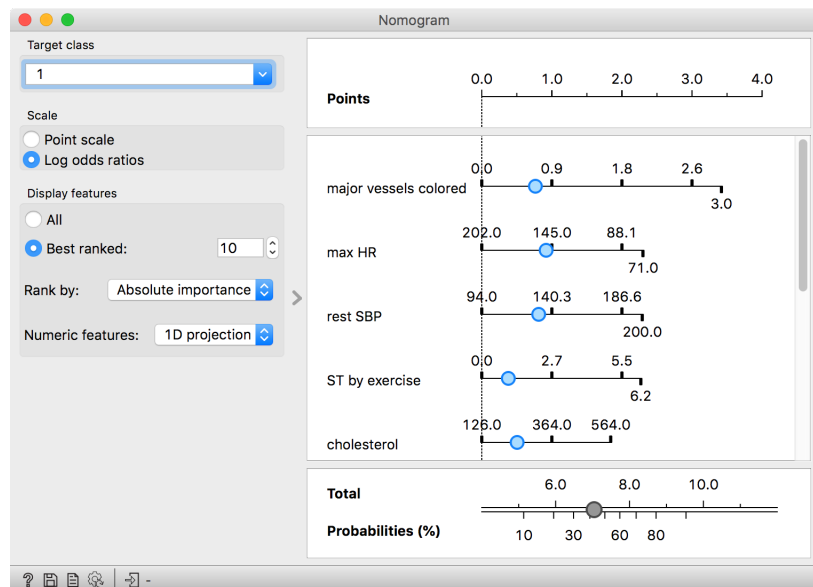 Nomogram
Target class
1
Scale
Point scale
Log odds ratios
Display features
All
Best ranked: 10
Rank by: Absolute importance
Numeric features: 1D projection
Points
0.0 1.0 2.0 3.0 4.0
major vessels colored
0.0 0.9 1.8 2.6
3.0
max HR
202.0 145.0 88.1
71.0
rest SBP
94.0 140.3 186.6
200.0
ST by exercise
0.0 2.7 5.5
6.2
cholesterol
126.0 364.0 564.0
Total
6.0 8.0 10.0
Probabilities (%)
10 30 60 80
?